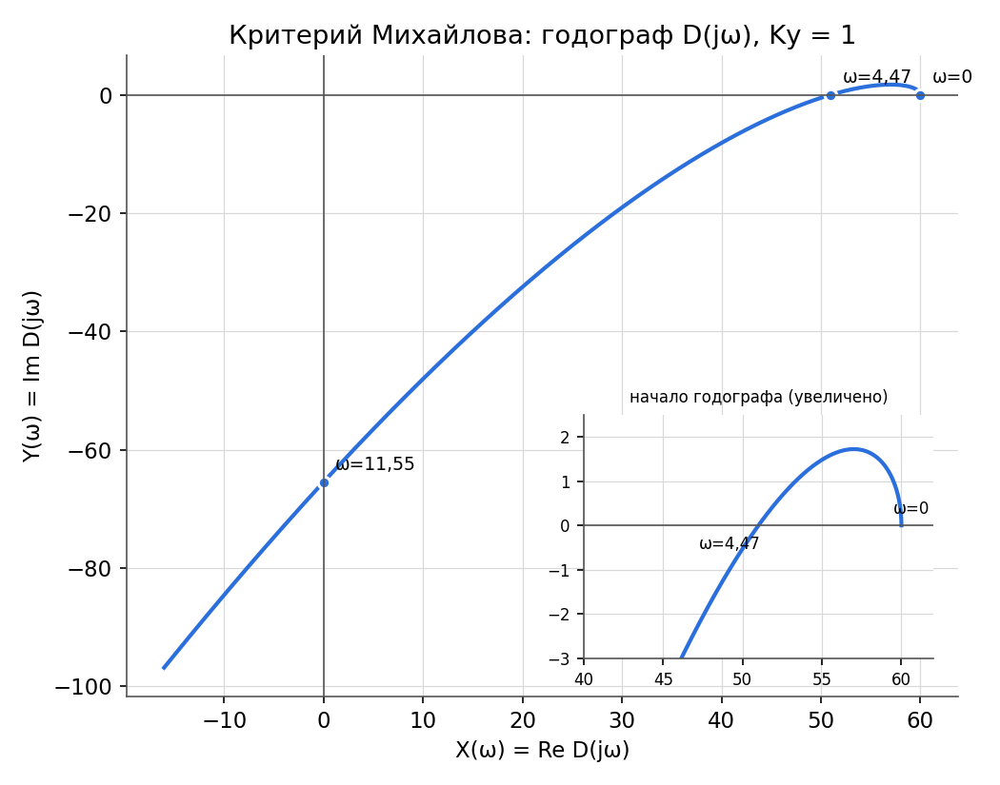 Критерий Михайлова: годограф D(jω), Ky = 1
ω=4,47
ω=0
0
−20
−40
−60
−80
−100
Y(ω) = Im D(jω)
ω=11,55
начало годографа (увеличено)
2
1
0
−1
−2
−3
ω=0
ω=4,47
40
45
50
55
60
−10
0
10
20
30
40
50
60
X(ω) = Re D(jω)